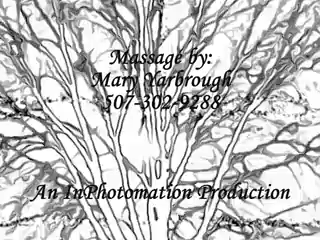 Massage by:
Mary Yarbrough
507-302-9288
An InPhotomation Production